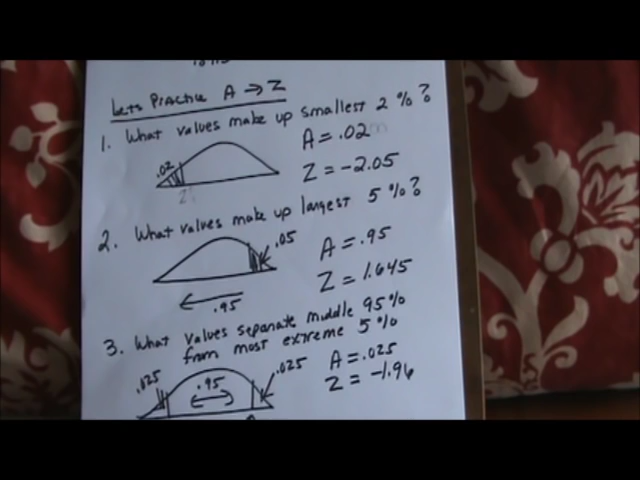 Lets Practice A → Z
1. What values make up smallest 2%?
.02
A = .02
Z = -2.05
2. What values make up largest 5%?
.05
.95
A = .95
Z = 1.645
3. What values separate middle 95%
from most extreme 5%
.025
.95
.025
A = .025
Z = -1.96